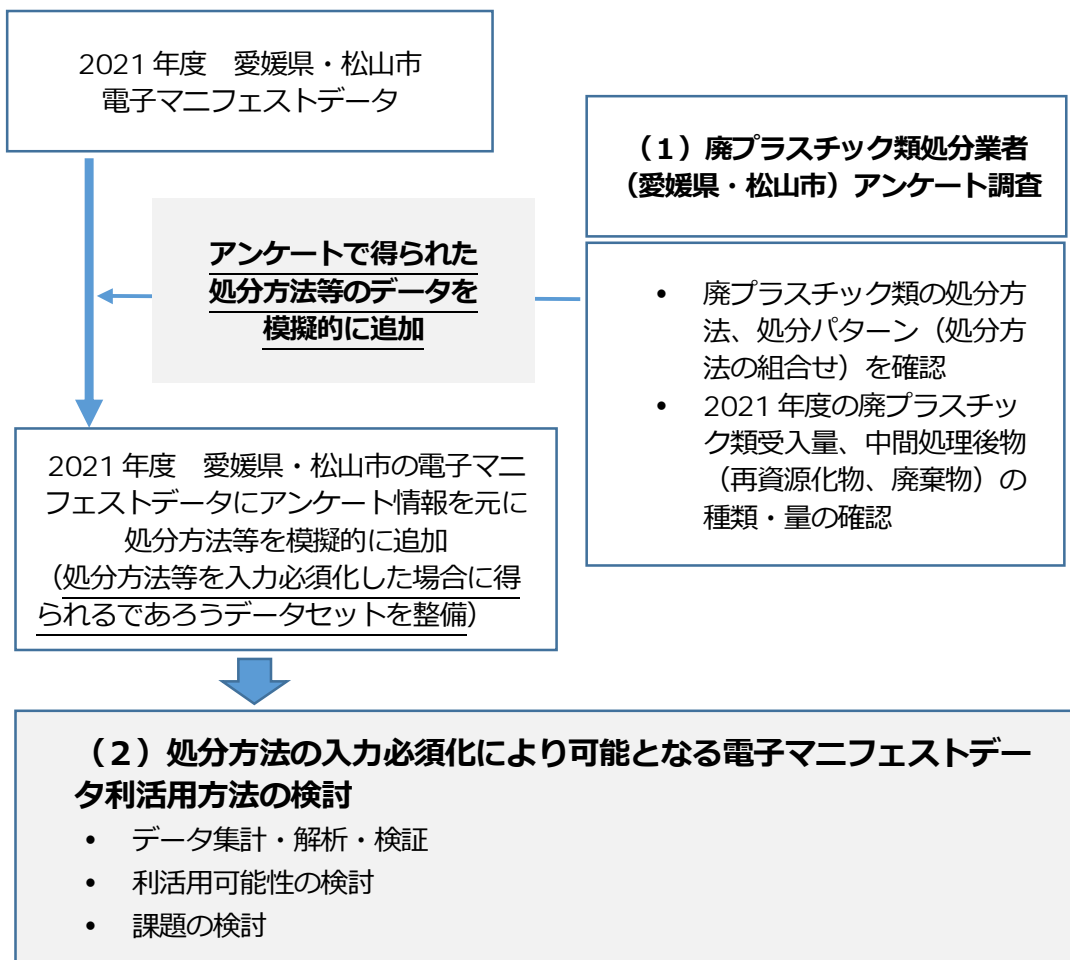 2021年度　愛媛県・松山市
電子マニフェストデータ
（1）廃プラスチック類処分業者
（愛媛県・松山市）アンケート調査
アンケートで得られた
処分方法等のデータを
模擬的に追加
• 廃プラスチック類の処分方
法、処分パターン（処分方
法の組合せ）を確認
• 2021年度の廃プラスチッ
ク類受入量、中間処理後物
（再資源化物、廃棄物）の
種類・量の確認
2021年度　愛媛県・松山市の電子マニ
フェストデータにアンケート情報を元に
処分方法等を模擬的に追加
（処分方法等を入力必須化した場合に得
られるであろうデータセットを整備）
（2）処分方法の入力必須化により可能となる電子マニフェストデー
タ利活用方法の検討
• データ集計・解析・検証
• 利活用可能性の検討
• 課題の検討